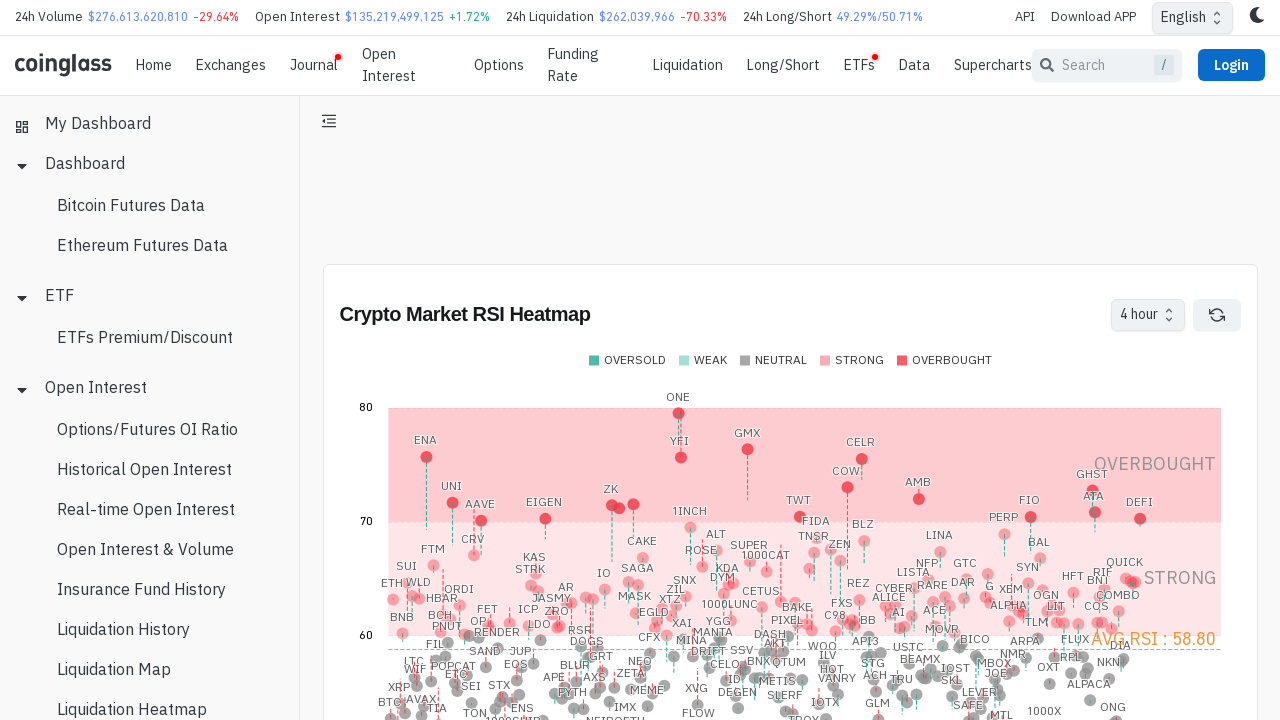 24h Volume $276,613,620,810 -29.64% Open Interest $135,219,499,125 +1.72% 24h Liquidation $262,039,966 -70.33% 24h Long/Short 49.29%/50.71% API Download APP English
coinglass Home Exchanges Journal Open Interest Options Funding Rate Liquidation Long/Short ETFs Data Supercharts Search / Login
My Dashboard
Dashboard
Bitcoin Futures Data
Ethereum Futures Data
ETF
ETFs Premium/Discount
Open Interest
Options/Futures OI Ratio
Historical Open Interest
Real-time Open Interest
Open Interest & Volume
Insurance Fund History
Liquidation History
Liquidation Map
Liquidation Heatmap
Crypto Market RSI Heatmap 4 hour
OVERSOLD WEAK NEUTRAL STRONG OVERBOUGHT
ONE
80
ENA YFI GMX CELR
COW OVERBOUGHT
UNI ZK AMB GHST
AAVE EIGEN TWT FIO ATA DEFI
1INCH FIDA PERP
70
CRV BLZ
FTM CAKE ROSE ALT SUPER TNSR ZEN LINA BAL
KAS 1000CAT
SUI STRK IO SAGA KDA NFP GTC SYN QUICK
ETH WLD ORDI AR SNX DYM REZ LISTA DAR HFT RIF STRONG
HBAR JASMY MASK ZIL CETUS CYBER RARE G XEM BNT
BNB BCH FET ICP ZRO EGLD XTZ 1000LUNC BAKE FXS ALICE ACE ALPHA OGN LIT CQS COMBO
PNUT OP LDO XAI YGG PIXEL C98 BB AI TLM
60
RENDER RSR CFX MANTA DASH MOVR BICO FLUX AVG RSI : 58.80
FIL SAND JUP DOGS MINA DRIFT SSV AKT WOO API3 USTC ARPA DIA
LTC WIF POPCAT EOS BLUR GRT NEO CELO BNX QTUM ILV STG BEAMX IOST MBOX NMP OXT RPL NKN
XRP ETC SEI STX APE AXS ZETA ID METIS HOT VANRY ACH TRU SKL JOE ALPACA
BTC AVAX TIA TON ENS PYTH IMX MEME XVG DEGEN SLERF IOTX GLM SAFE LEVER ONG
FLOW MTL 1000X